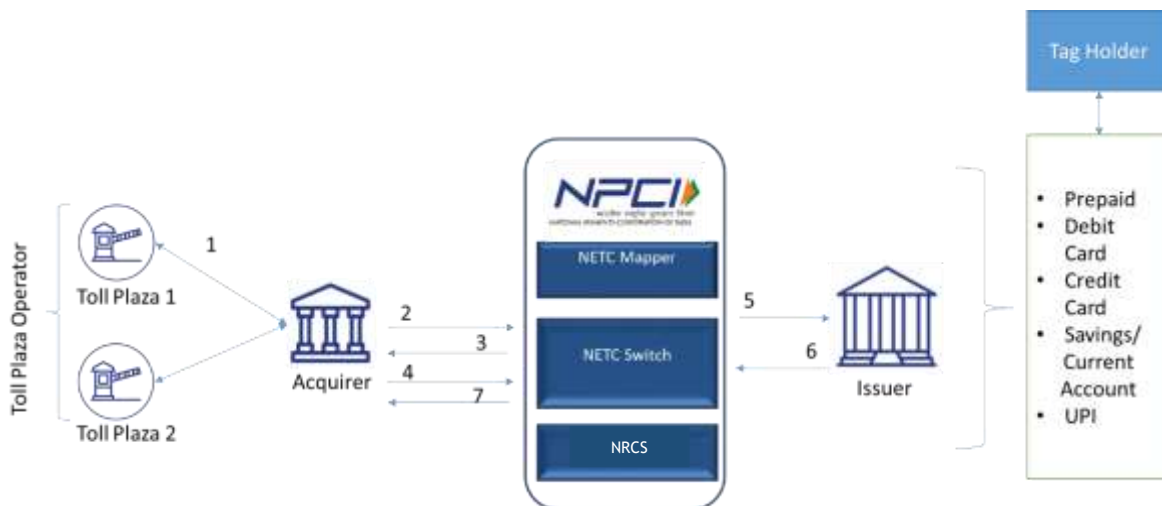 Tag Holder
Toll Plaza Operator
Toll Plaza 1
Toll Plaza 2
1
Acquirer
2
3
4
7
NPCI
NETC Mapper
NETC Switch
NRCS
5
6
Issuer
• Prepaid
• Debit
Card
• Credit
Card
• Savings/
Current
Account
• UPI